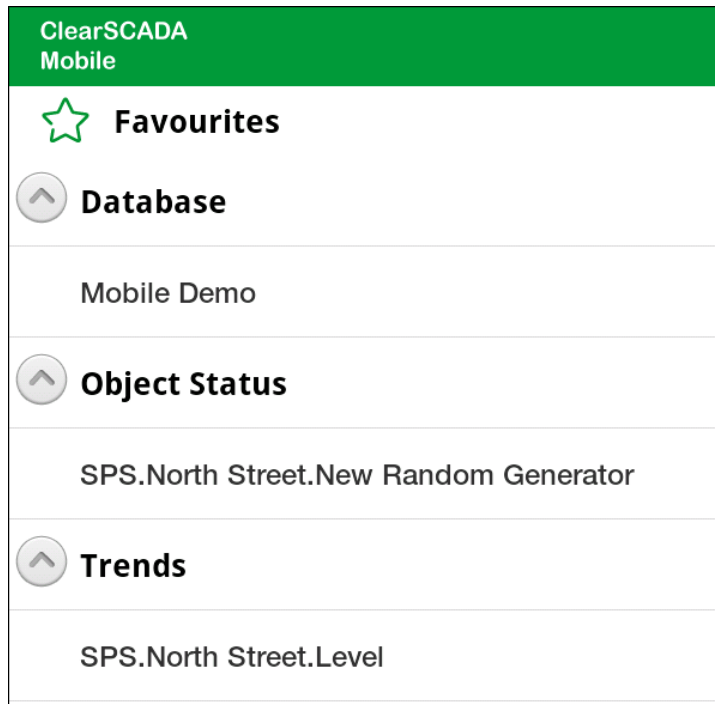 ClearSCADA
Mobile
Favourites
Database
Mobile Demo
Object Status
SPS.North Street.New Random Generator
Trends
SPS.North Street.Level